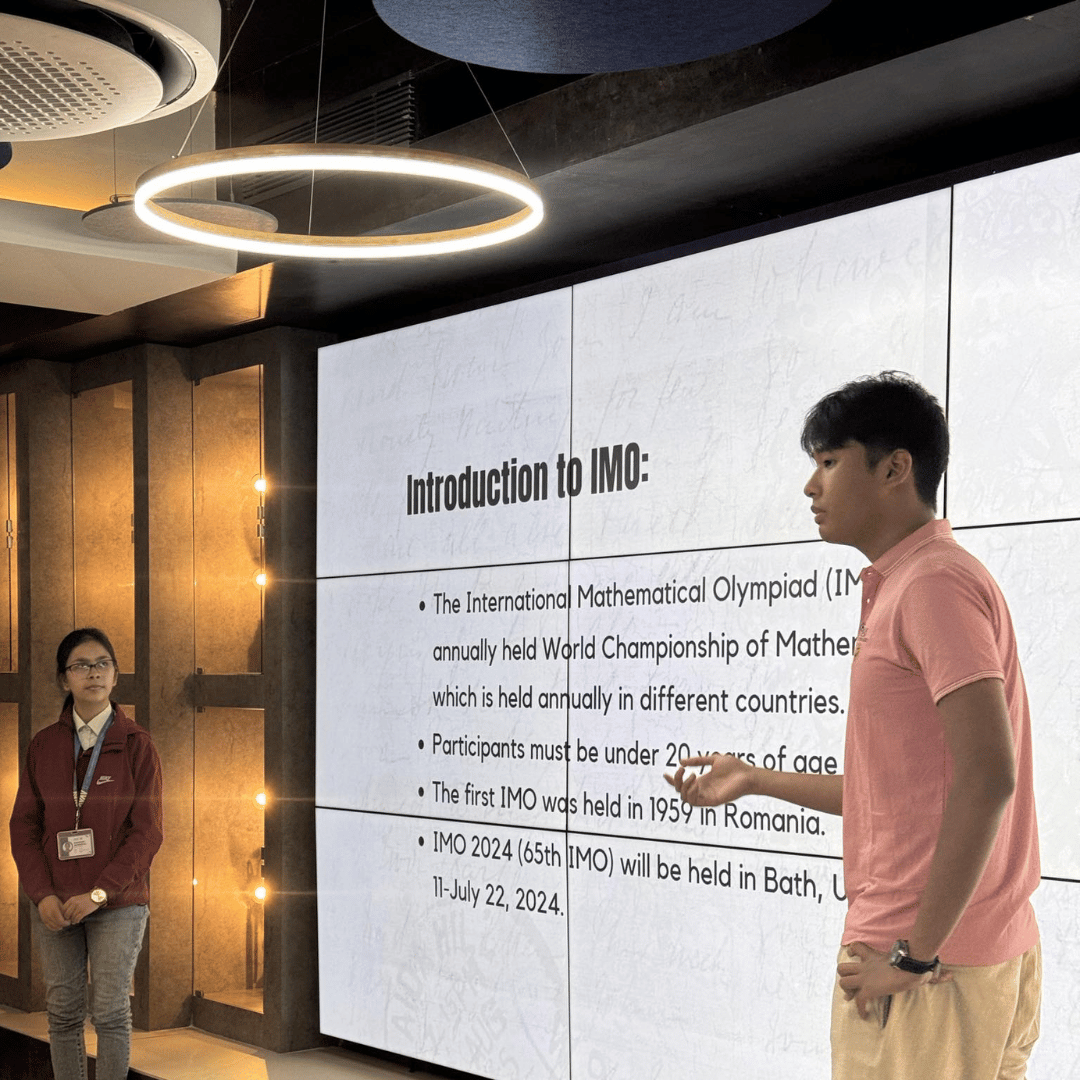 Introduction to IMO:
• The International Mathematical Olympiad (IM
annually held World Championship of Mathe
which is held annually in different countries.
• Participants must be under 20 years of age
• The first IMO was held in 1959 in Romania.
• IMO 2024 (65th IMO) will be held in Bath, U
11-July 22, 2024.